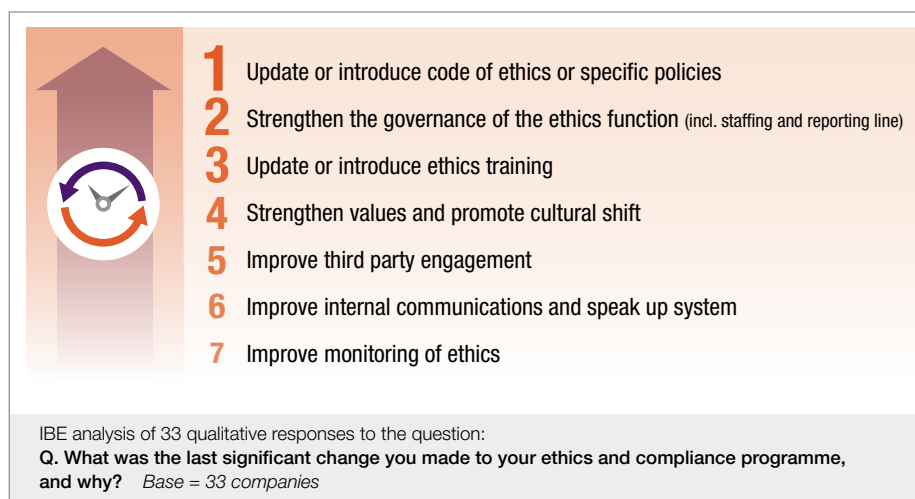 1 Update or introduce code of ethics or specific policies
2 Strengthen the governance of the ethics function (incl. staffing and reporting line)
3 Update or introduce ethics training
4 Strengthen values and promote cultural shift
5 Improve third party engagement
6 Improve internal communications and speak up system
7 Improve monitoring of ethics
IBE analysis of 33 qualitative responses to the question:
Q. What was the last significant change you made to your ethics and compliance programme,
and why? Base = 33 companies